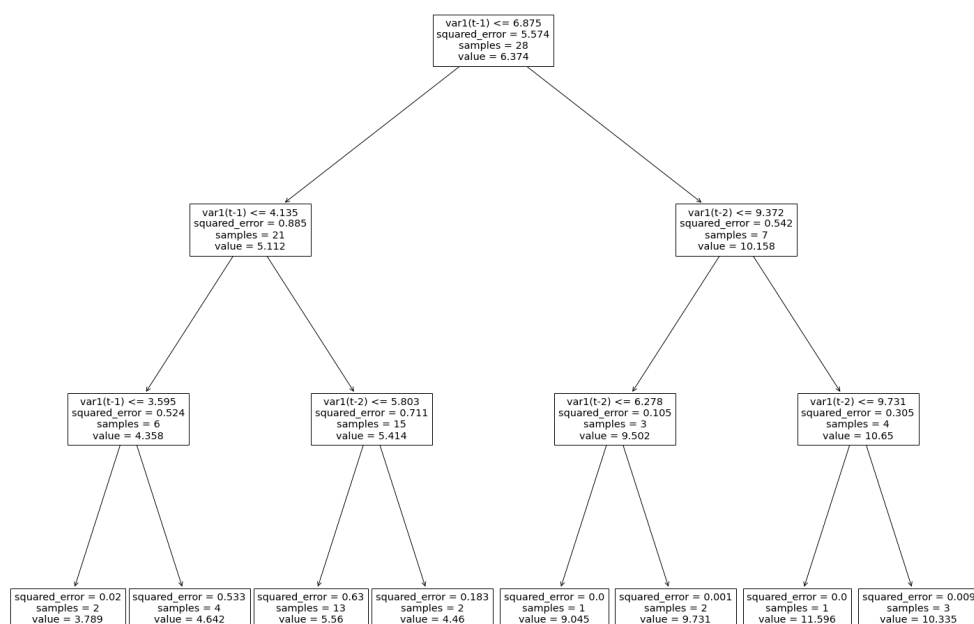 var1(t-1) <= 6.875
squared_error = 5.574
samples = 28
value = 6.374
var1(t-1) <= 4.135
squared_error = 0.885
samples = 21
value = 5.112
var1(t-2) <= 9.372
squared_error = 0.542
samples = 7
value = 10.158
var1(t-1) <= 3.595
squared_error = 0.524
samples = 6
value = 4.358
var1(t-2) <= 5.803
squared_error = 0.711
samples = 15
value = 5.414
var1(t-2) <= 6.278
squared_error = 0.105
samples = 3
value = 9.502
var1(t-2) <= 9.731
squared_error = 0.305
samples = 4
value = 10.65
squared_error = 0.02
samples = 2
value = 3.789
squared_error = 0.533
samples = 4
value = 4.642
squared_error = 0.63
samples = 13
value = 5.56
squared_error = 0.183
samples = 2
value = 4.46
squared_error = 0.0
samples = 1
value = 9.045
squared_error = 0.001
samples = 2
value = 9.731
squared_error = 0.0
samples = 1
value = 11.596
squared_error = 0.009
samples = 3
value = 10.335